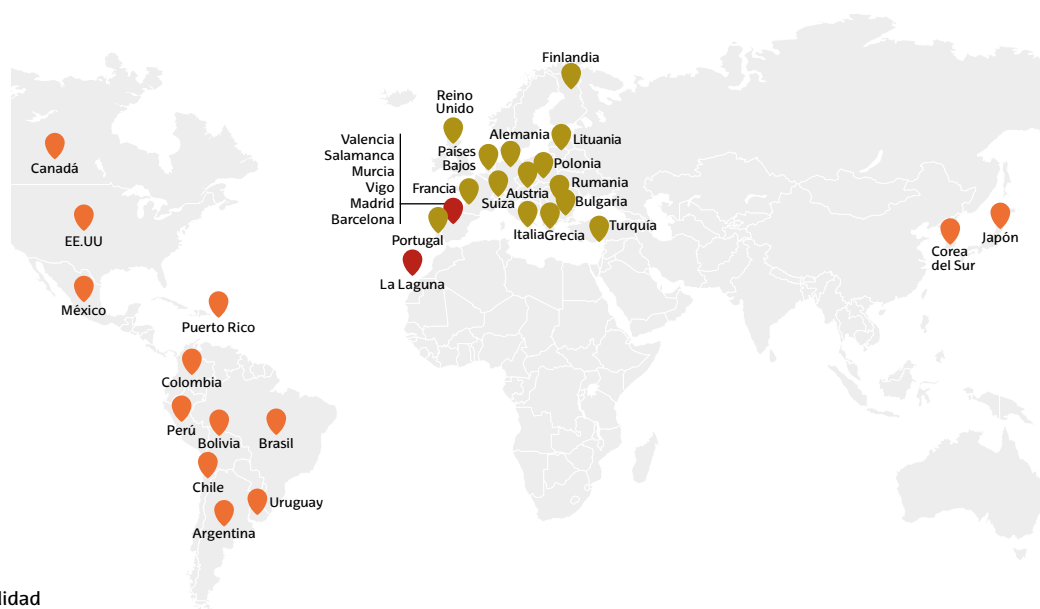 Finlandia
Reino
Unido
Valencia
Salamanca
Murcia
Vigo
Madrid
Barcelona
Alemania
Lituania
Países
Bajos
Polonia
Francia
Suiza
Austria
Rumania
Bulgaria
Portugal
Italia
Grecia
Turquía
La Laguna
Canadá
EE.UU
México
Puerto Rico
Colombia
Perú
Bolivia
Brasil
Chile
Uruguay
Argentina
Corea
del Sur
Japón
lidad